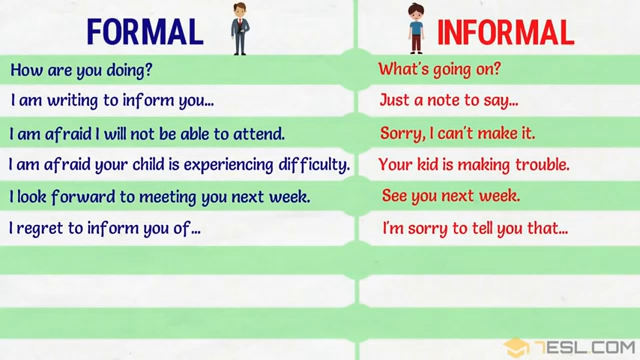 FORMAL INFORMAL
How are you doing? What's going on?
I am writing to inform you... Just a note to say...
I am afraid I will not be able to attend. Sorry, I can't make it.
I am afraid your child is experiencing difficulty. Your kid is making trouble.
I look forward to meeting you next week. See you next week.
I regret to inform you of... I'm sorry to tell you that...
7ESL.COM